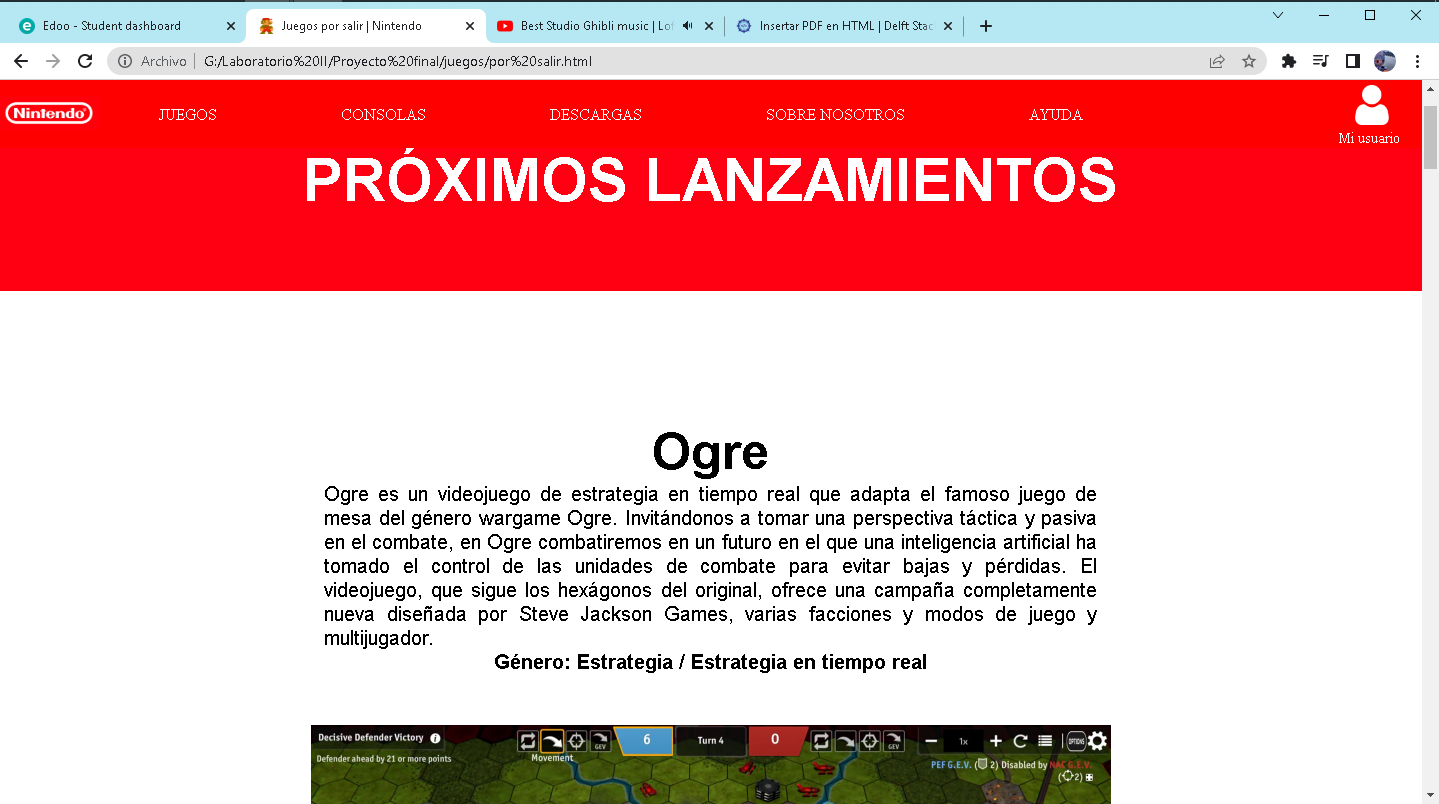 Edoo - Student dashboard
Juegos por salir | Nintendo
Best Studio Ghibli music | Lof
Insertar PDF en HTML | Delft Stac
Archivo
G:/Laboratorio%20II/Proyecto%20final/juegos/por%20salir.html
Nintendo
JUEGOS
CONSOLAS
DESCARGAS
SOBRE NOSOTROS
AYUDA
Mi usuario
PRÓXIMOS LANZAMIENTOS
Ogre
Ogre es un videojuego de estrategia en tiempo real que adapta el famoso juego de
mesa del género wargame Ogre. Invitándonos a tomar una perspectiva táctica y pasiva
en el combate, en Ogre combatiremos en un futuro en el que una inteligencia artificial ha
tomado el control de las unidades de combate para evitar bajas y pérdidas. El
videojuego, que sigue los hexágonos del original, ofrece una campaña completamente
nueva diseñada por Steve Jackson Games, varias facciones y modos de juego y
multijugador.
Género: Estrategia / Estrategia en tiempo real
Decisive Defender Victory
Defender ahead by 21 or more points
GEV
Movement
6
Turn 4
0
GEV
1x
OPTIONS
PEF G.E.V. (2) Disabled by NAC G.E.V.
(2)